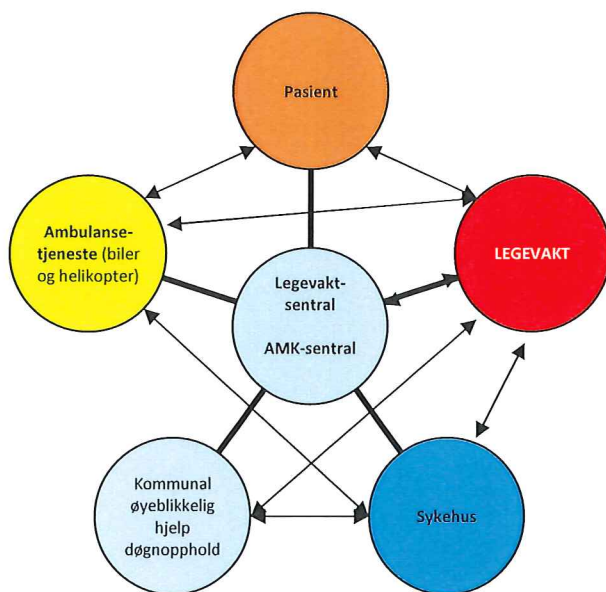 Pasient
Ambulanse-
tjeneste (biler
og helikopter)
LEGEVAKT
Legevakt-
sentral
AMK-sentral
Kommunal
øyeblikkelig
hjelp
døgnopphold
Sykehus